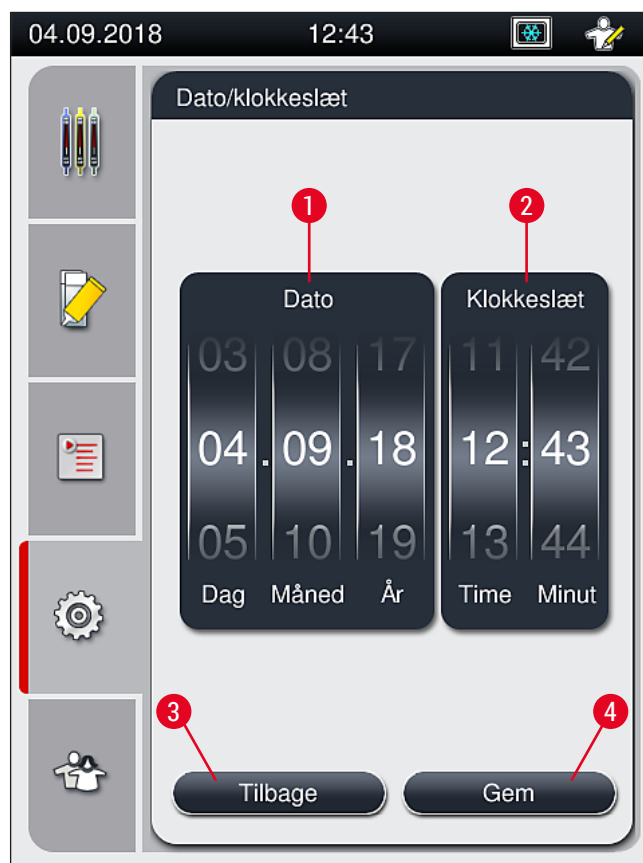 04.09.2018 12:43
Dato/klokkeslæt
1 2
Dato Klokkeslæt
03 08 17 11 42
04.09.18 12:43
05 10 19 13 44
Dag Måned År Time Minut
3 4
Tilbage Gem